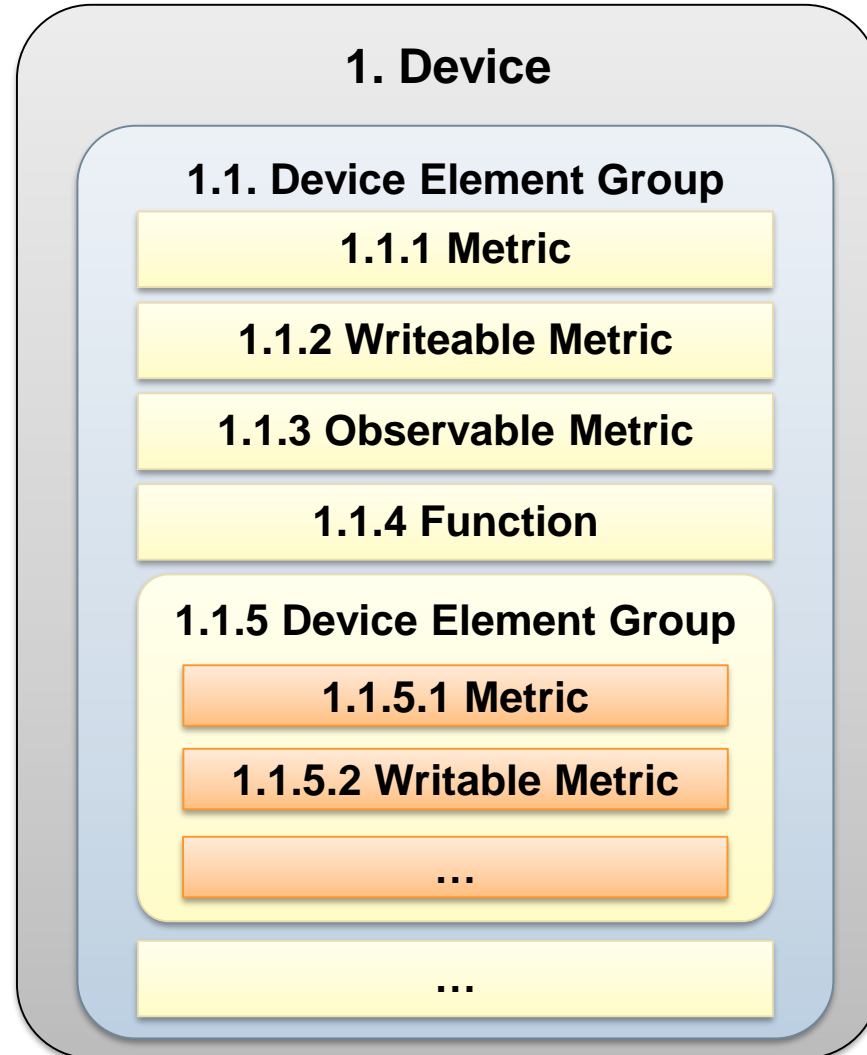 1. Device
1.1. Device Element Group
1.1.1 Metric
1.1.2 Writeable Metric
1.1.3 Observable Metric
1.1.4 Function
1.1.5 Device Element Group
1.1.5.1 Metric
1.1.5.2 Writable Metric
...
...